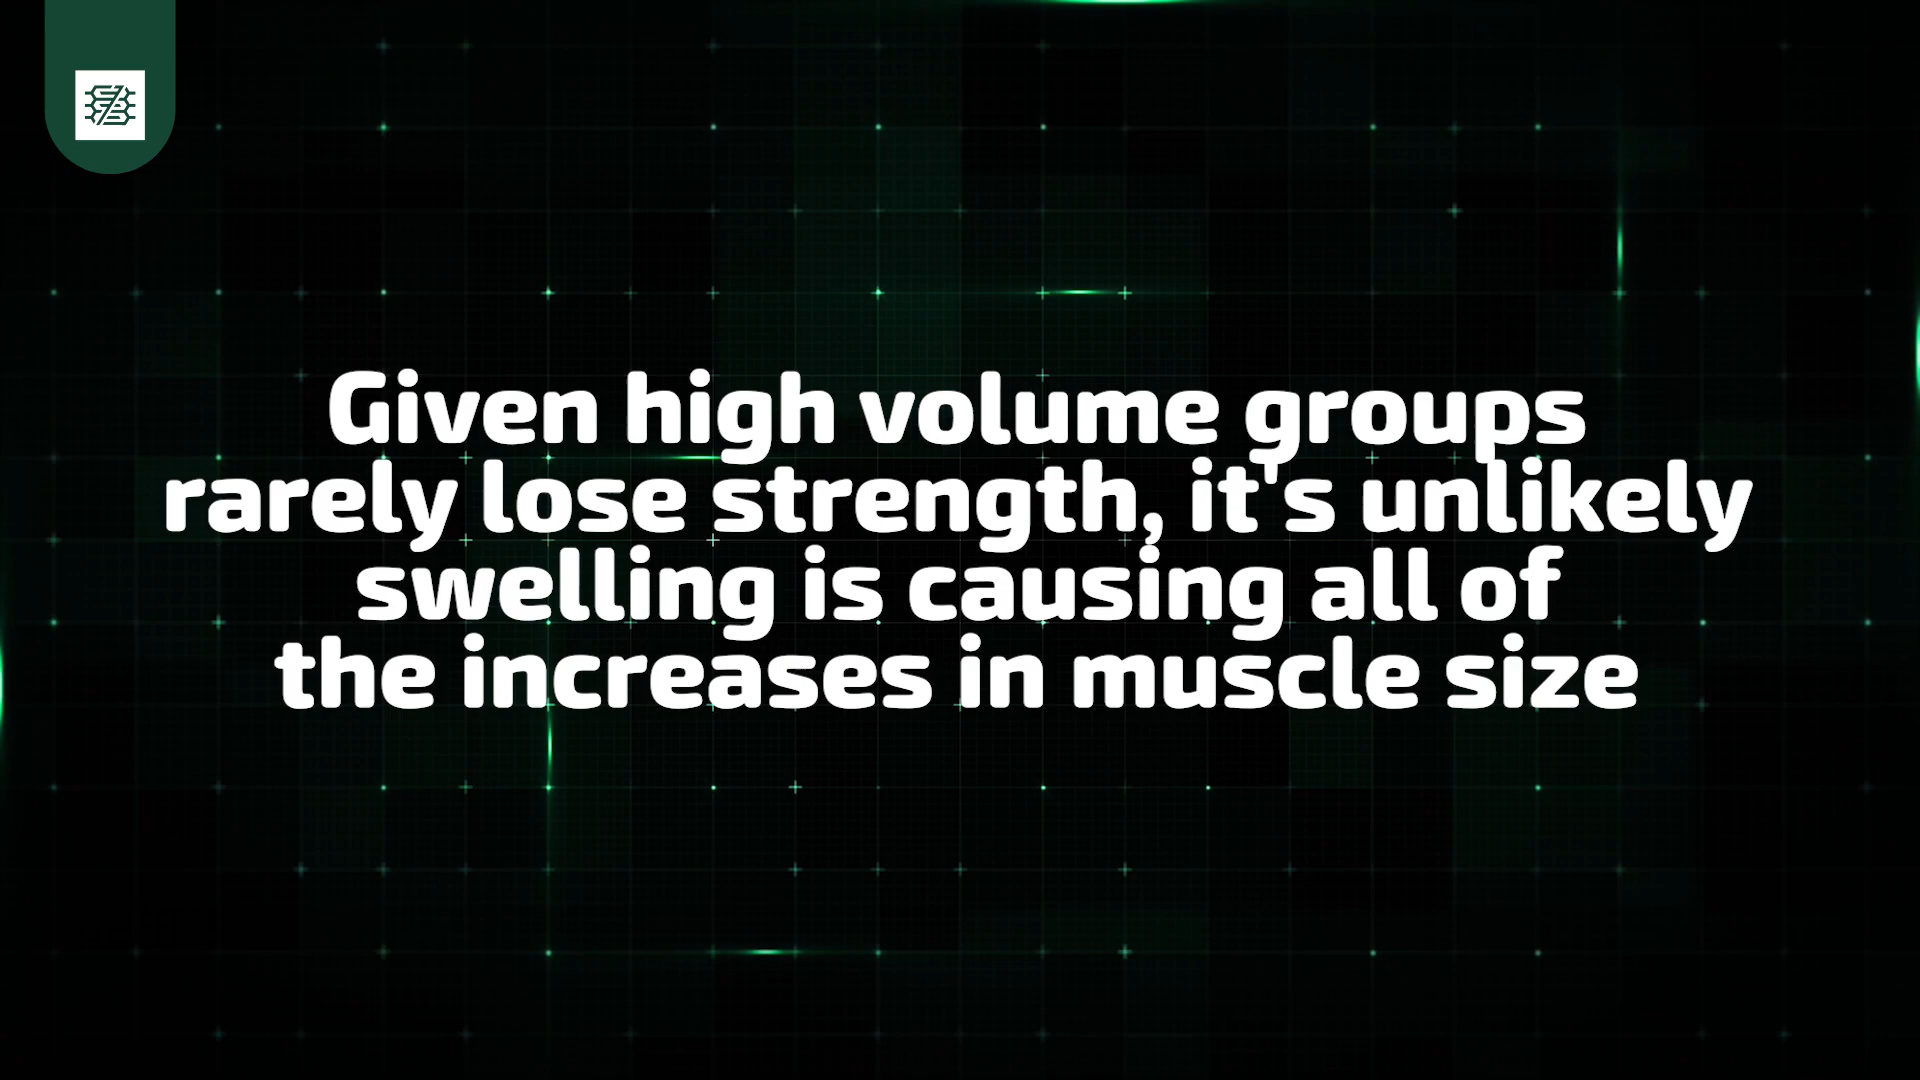 Given high volume groups
rarely lose strength, it's unlikely
swelling is causing all of
the increases in muscle size